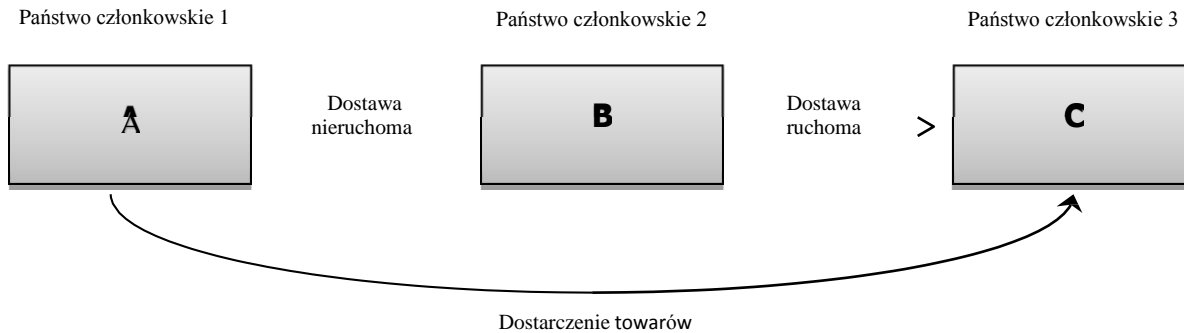 Państwo członkowskie 1
Państwo członkowskie 2
Państwo członkowskie 3
A
Dostawa
nieruchoma
B
Dostawa
ruchoma
>
C
Dostarczenie towarów